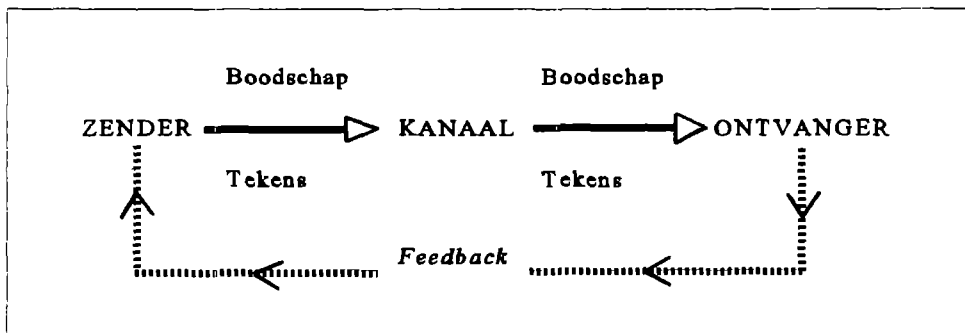 Boodschap Boodschap
ZENDER KANAAL ONTVANGER
Tekens Tekens
Feedback